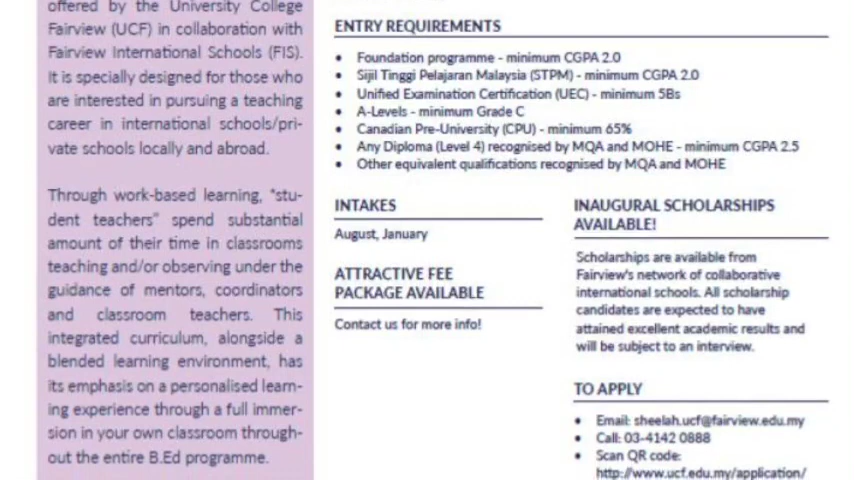 offered by the University College
Fairview (UCF) in collaboration with
Fairview International Schools (FIS).
It is specially designed for those who
are interested in pursuing a teaching
career in international schools/pri-
vate schools locally and abroad.
Through work-based learning, "stu-
dent teachers" spend substantial
amount of their time in classrooms
teaching and/or observing under the
guidance of mentors, coordinators
and classroom teachers. This
integrated curriculum, alongside a
blended learning environment, has
its emphasis on a personalised learn-
ing experience through a full immer-
sion in your own classroom through-
out the entire B.Ed programme.
ENTRY REQUIREMENTS
• Foundation programme - minimum CGPA 2.0
• Sijil Tinggi Pelajaran Malaysia (STPM) - minimum CGPA 2.0
• Unified Examination Certification (UEC) - minimum 5Bs
• A-Levels - minimum Grade C
• Canadian Pre-University (CPU) - minimum 65%
• Any Diploma (Level 4) recognised by MQA and MOHE - minimum CGPA 2.5
• Other equivalent qualifications recognised by MQA and MOHE
INTAKES
August, January
ATTRACTIVE FEE
PACKAGE AVAILABLE
Contact us for more info!
INAUGURAL SCHOLARSHIPS
AVAILABLE!
Scholarships are available from
Fairview's network of collaborative
international schools. All scholarship
candidates are expected to have
attained excellent academic results and
will be subject to an interview.
TO APPLY
• Email: sheelah.ucf@fairview.edu.my
• Call: 03-4142 0888
• Scan QR code:
http://www.ucf.edu.my/application/